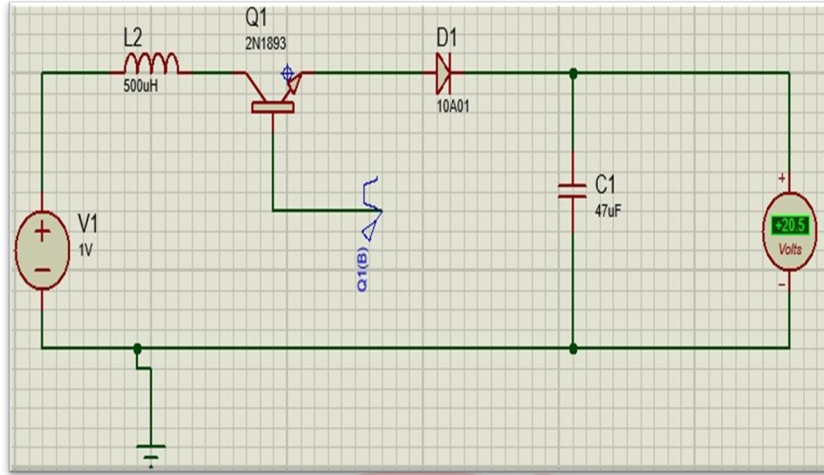 Q1
2N1893
L2
500uH
D1
10A01
V1
1V
Q1(B)
C1
47uF
+20.5
Volts